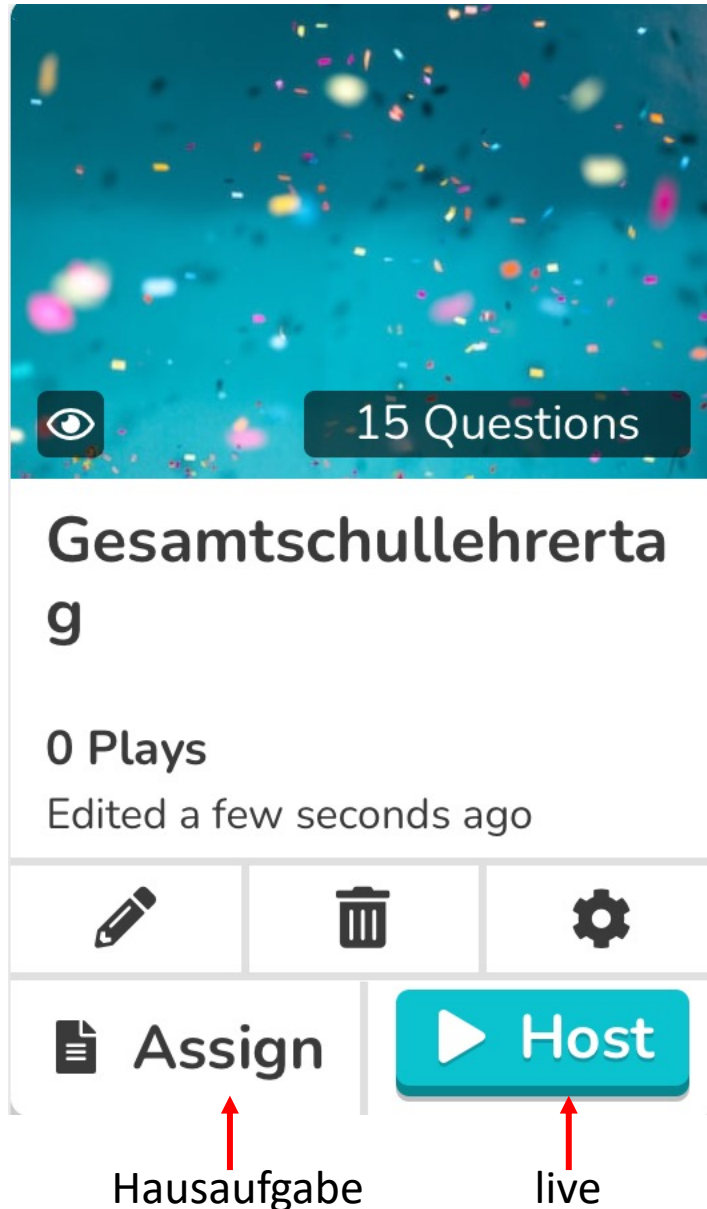 15 Questions
Gesamtschullehrerta
g
0 Plays
Edited a few seconds ago
Assign Host
Hausaufgabe live